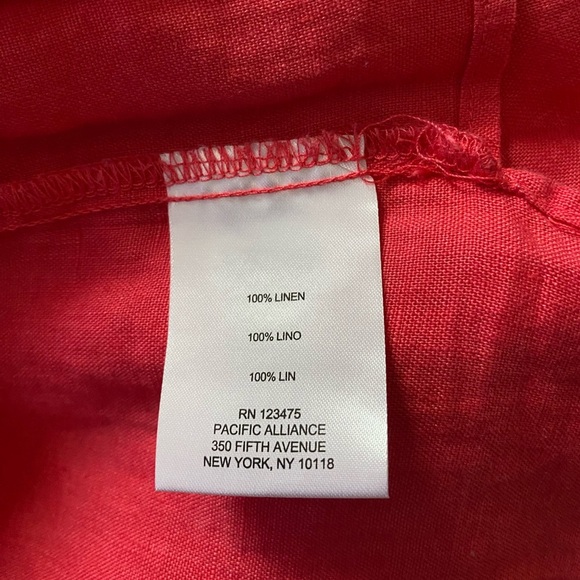 100% LINEN
100% LINO
100% LIN
RN 123475
PACIFIC ALLIANCE
350 FIFTH AVENUE
NEW YORK, NY 10118